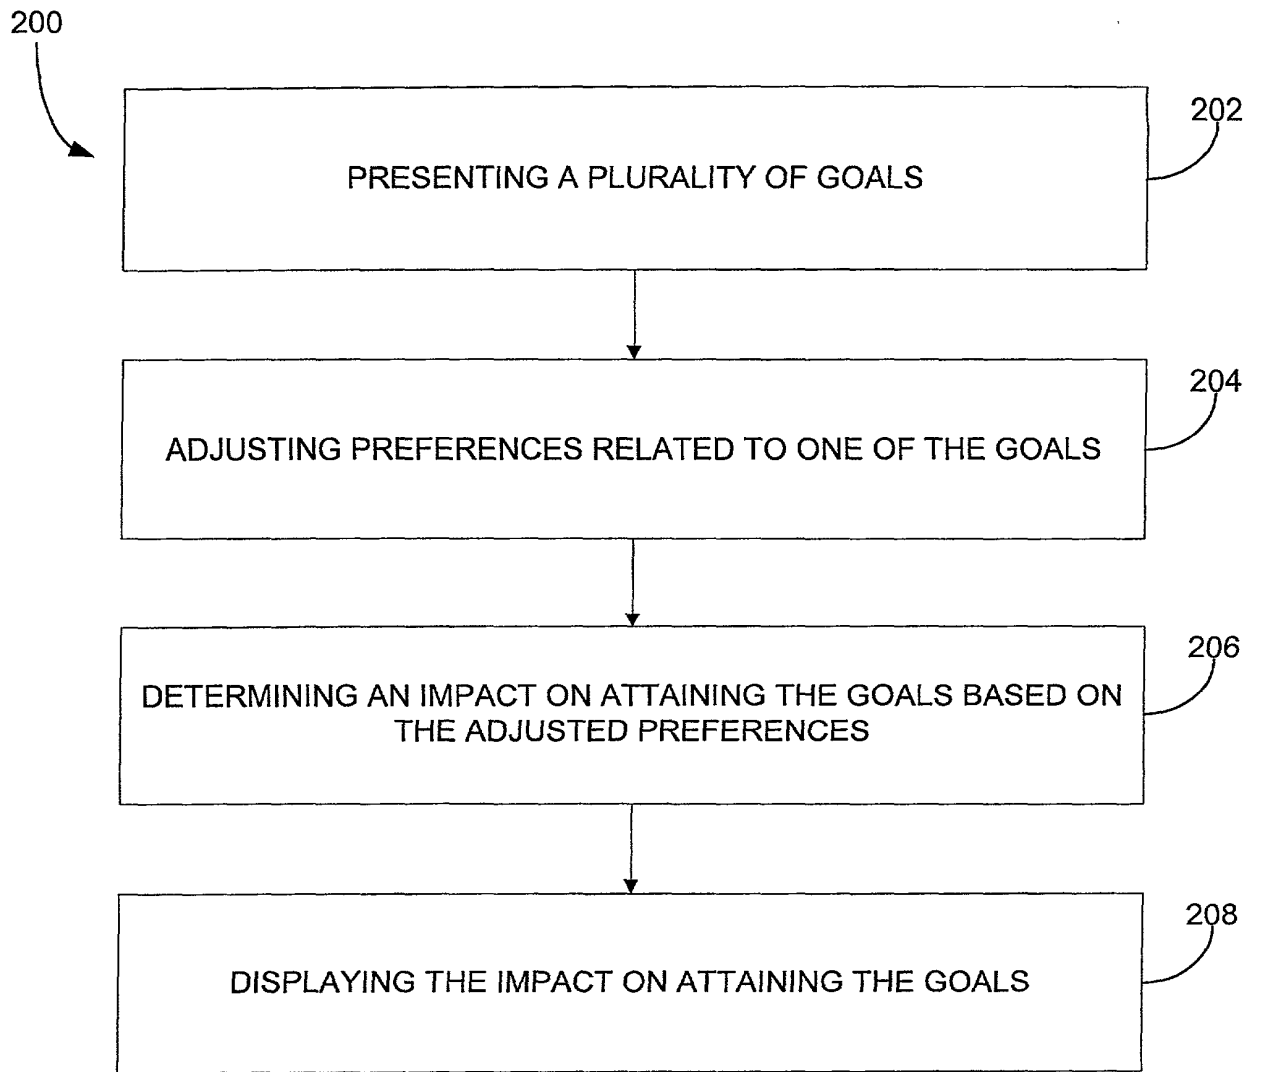 200
202
PRESENTING A PLURALITY OF GOALS
204
ADJUSTING PREFERENCES RELATED TO ONE OF THE GOALS
206
DETERMINING AN IMPACT ON ATTAINING THE GOALS BASED ON
THE ADJUSTED PREFERENCES
208
DISPLAYING THE IMPACT ON ATTAINING THE GOALS